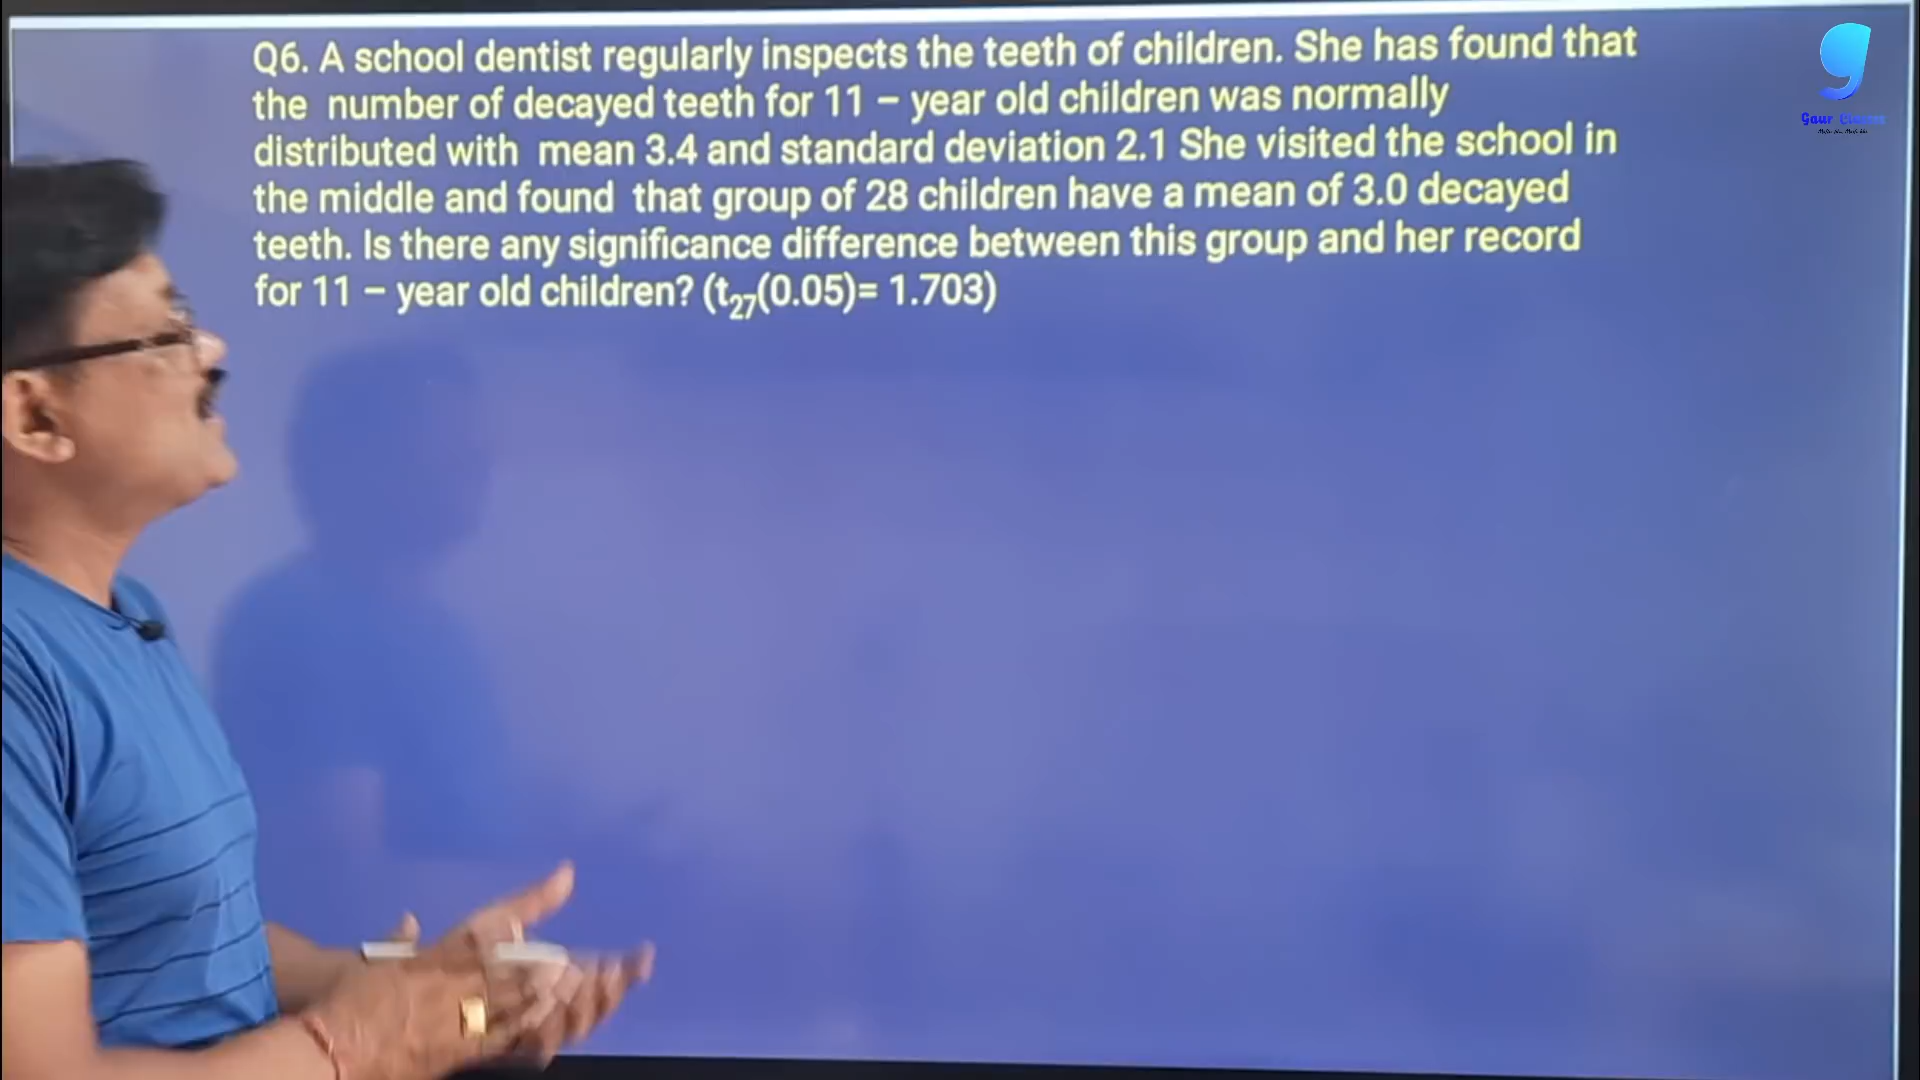 Q6. A school dentist regularly inspects the teeth of children. She has found that
the number of decayed teeth for 11 – year old children was normally
distributed with mean 3.4 and standard deviation 2.1 She visited the school in
the middle and found that group of 28 children have a mean of 3.0 decayed
teeth. Is there any significance difference between this group and her record
for 11 – year old children? (t₂₇(0.05)= 1.703)
Gaur Classes